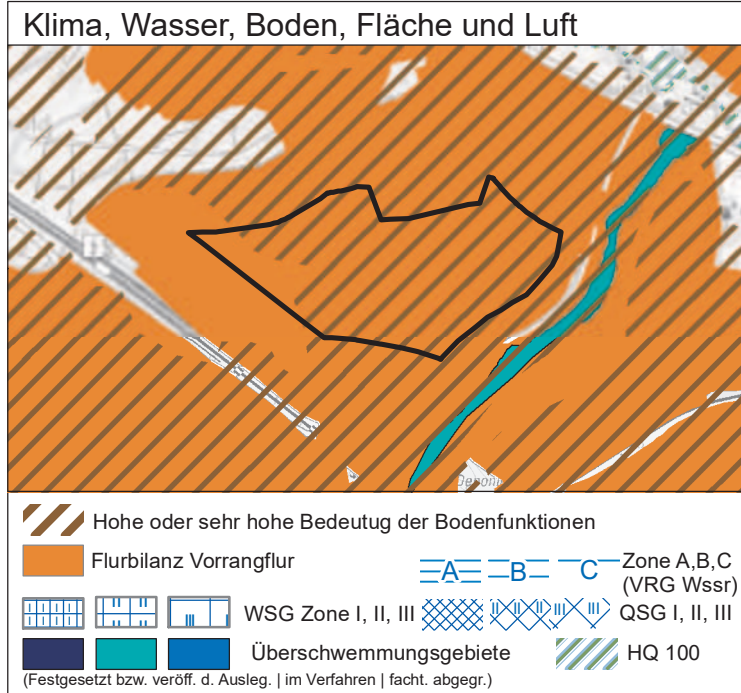 Klima, Wasser, Boden, Fläche und Luft
Hohe oder sehr hohe Bedeutug der Bodenfunktionen
Flurbilanz Vorrangflur
A B C Zone A,B,C
(VRG Wssr)
WSG Zone I, II, III
QSG I, II, III
Überschwemmungsgebiete
HQ 100
(Festgesetzt bzw. veröff. d. Ausleg. | im Verfahren | facht. abgegr.)